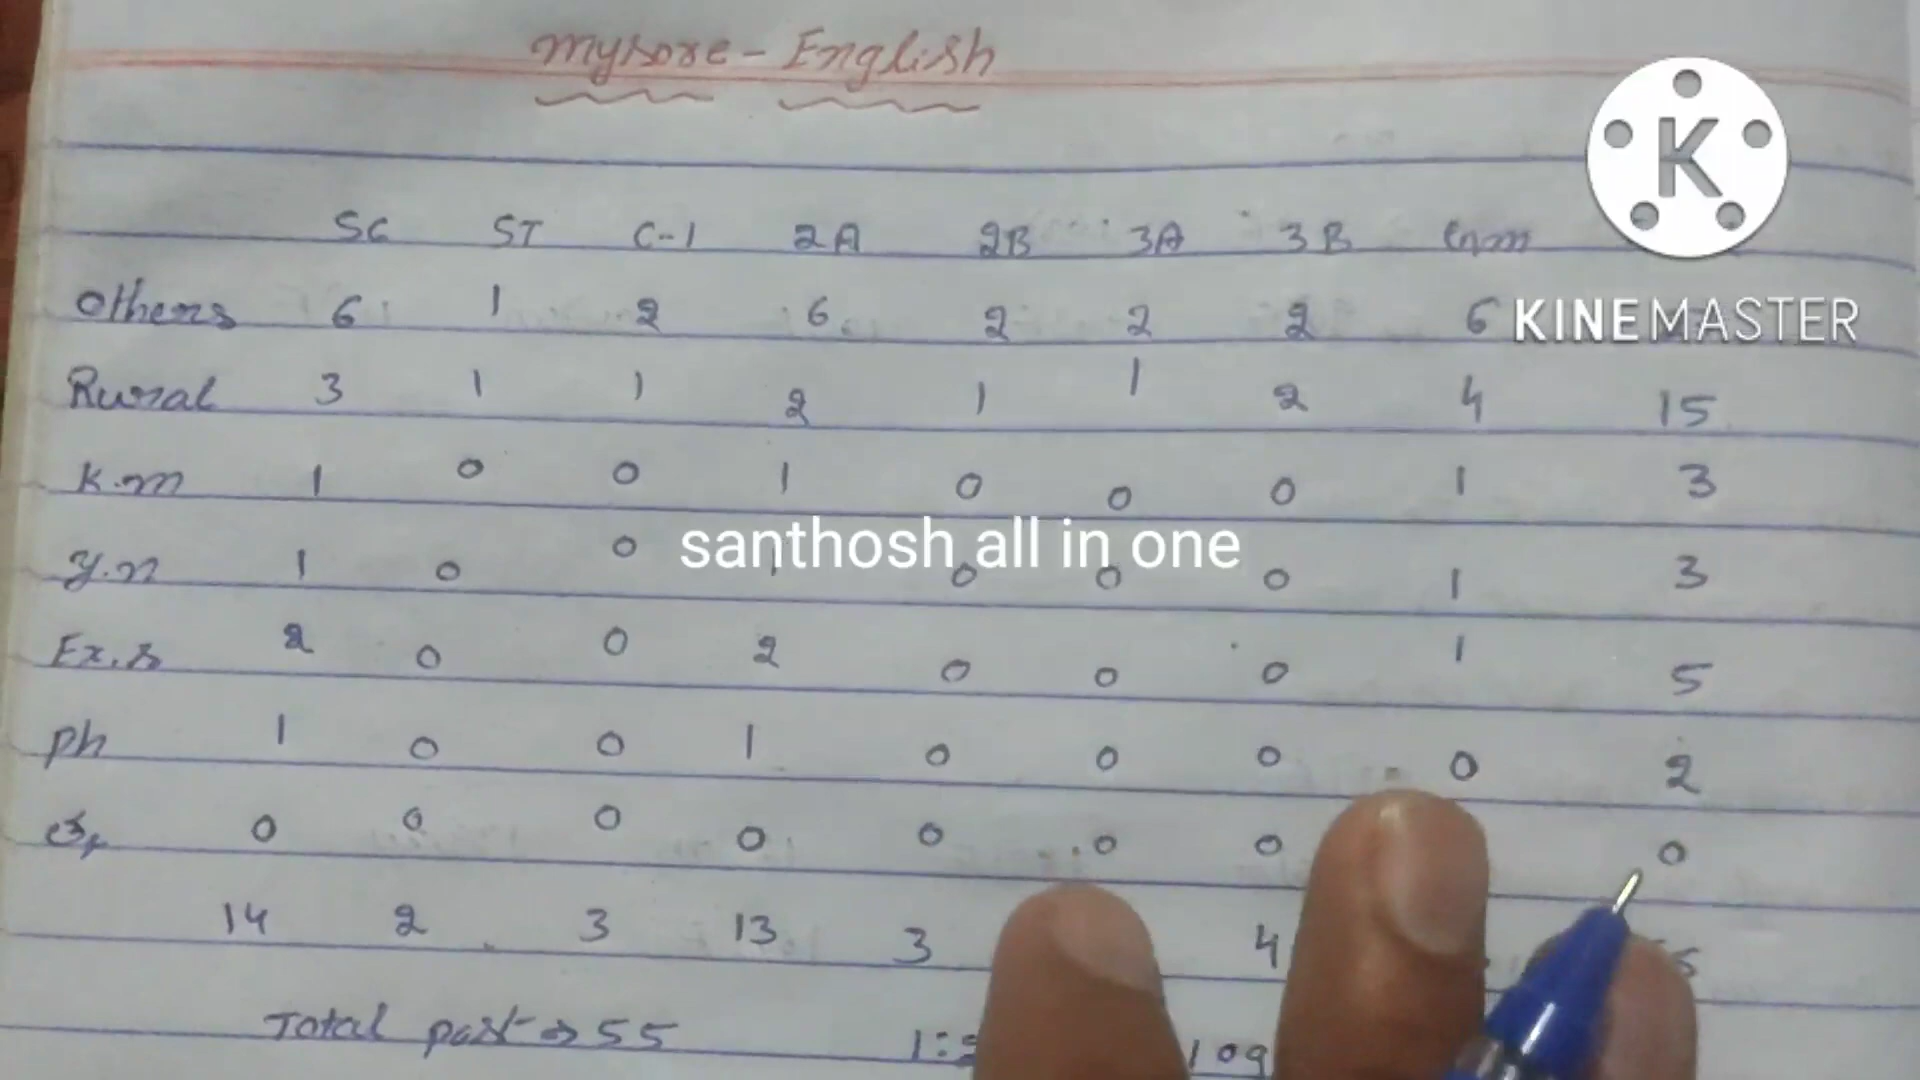 Mysore - English
K
SC ST C-1 2A 2B 3A 3B Gm
Others 6 1 2 6 2 2 2 6
KINEMASTER
Rural 3 1 1 2 1 1 2 4 15
K.m 1 0 0 1 0 0 0 1 3
santhosh all in one
y.n 1 0 0 1 0 0 0 1 3
Ex.s 2 0 0 2 0 0 0 1 5
ph 1 0 0 1 0 0 0 0 2
0 0 0 0 0 0 0 0
14 2 3 13 3 4
Total post → 55 1: 109